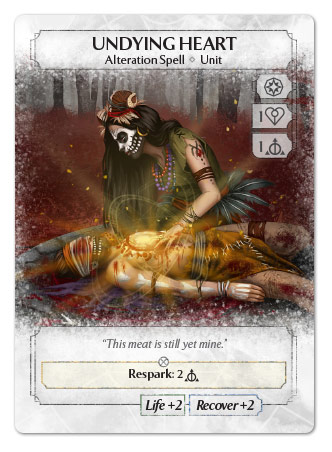 UNDYING HEART
Alteration Spell ◇ Unit
1
1
"This meat is still yet mine."
Respark: 2
Life +2 Recover +2